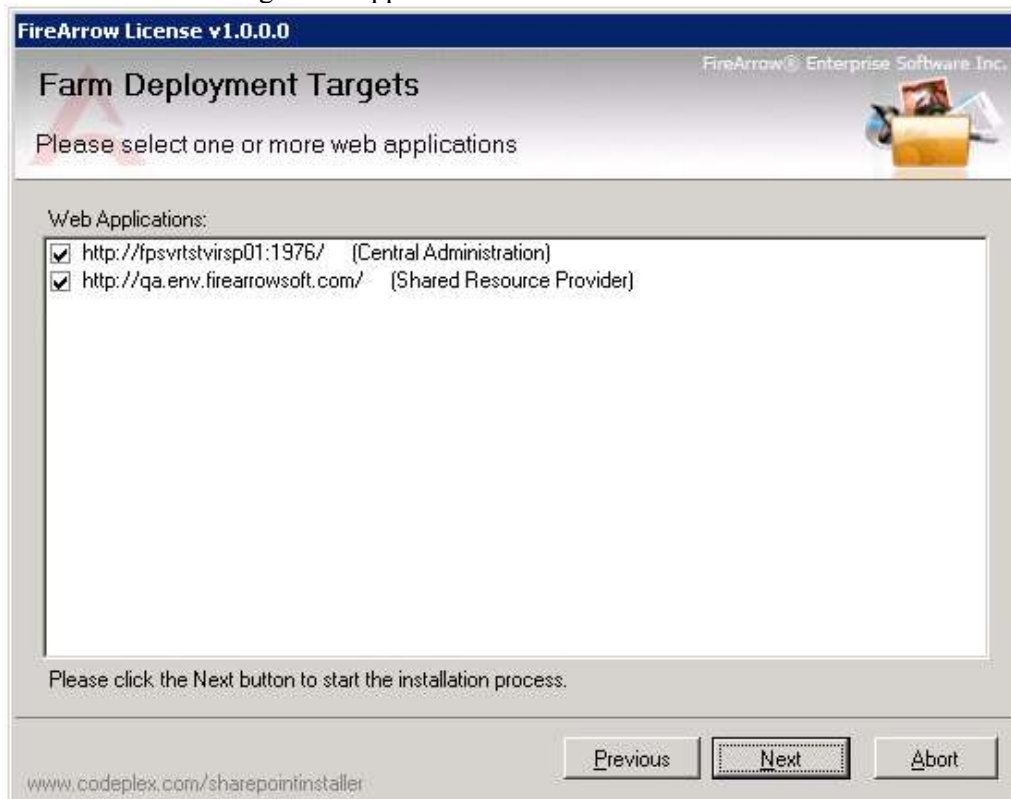 FireArrow License v1.0.0.0
FireArrow® Enterprise Software Inc.
Farm Deployment Targets
Please select one or more web applications
Web Applications:
http://fpsvrtstvirsp01:1976/ (Central Administration)
http://qa.env.firearrowsoft.com/ (Shared Resource Provider)
Please click the Next button to start the installation process.
Previous Next Abort
www.codeplex.com/sharepointinstaller